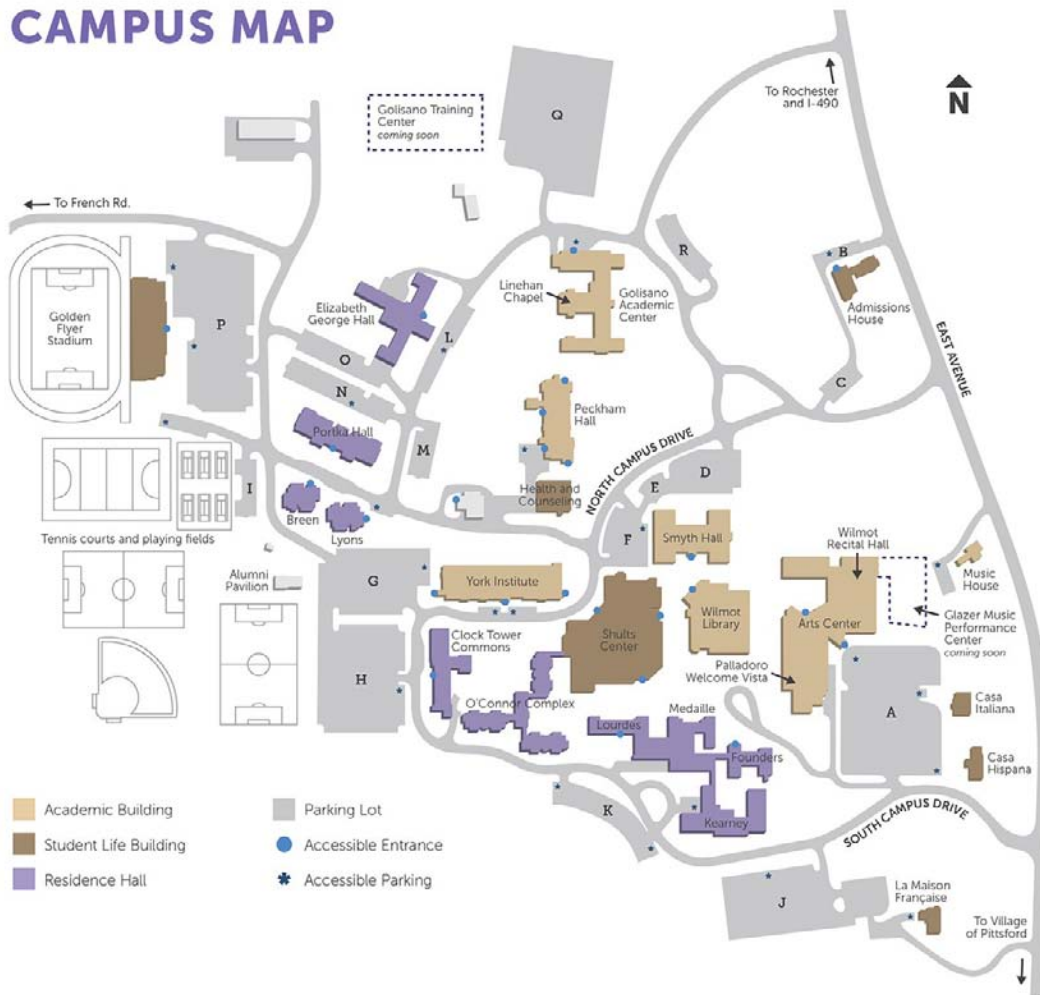 CAMPUS MAP
To Rochester
and I-490
N
Golisano Training
Center
coming soon
Q
To French Rd.
R
B
Linehan
Chapel
Golisano
Academic
Center
Admissions
House
Elizabeth
George Hall
Golden
Flyer
Stadium
P
L
O
EAST AVENUE
N
C
Peckham
Hall
Portka Hall
M
NORTH CAMPUS DRIVE
D
E
I
Health and
Counseling
Breen
Lyons
F
Smyth Hall
Wilmot
Recital Hall
Tennis courts and playing fields
Alumni
Pavilion
G
York Institute
Music
House
Wilmot
Library
Arts Center
Glazer Music
Performance
Center
coming soon
Clock Tower
Commons
Shults
Center
Palladoro
Welcome Vista
H
O'Connor Complex
A
Casa
Italiana
Lourdes
Medaille
Founders
Casa
Hispana
K
Kearney
SOUTH CAMPUS DRIVE
J
La Maison
Française
To Village
of Pittsford
Academic Building
Student Life Building
Residence Hall
Parking Lot
Accessible Entrance
* Accessible Parking